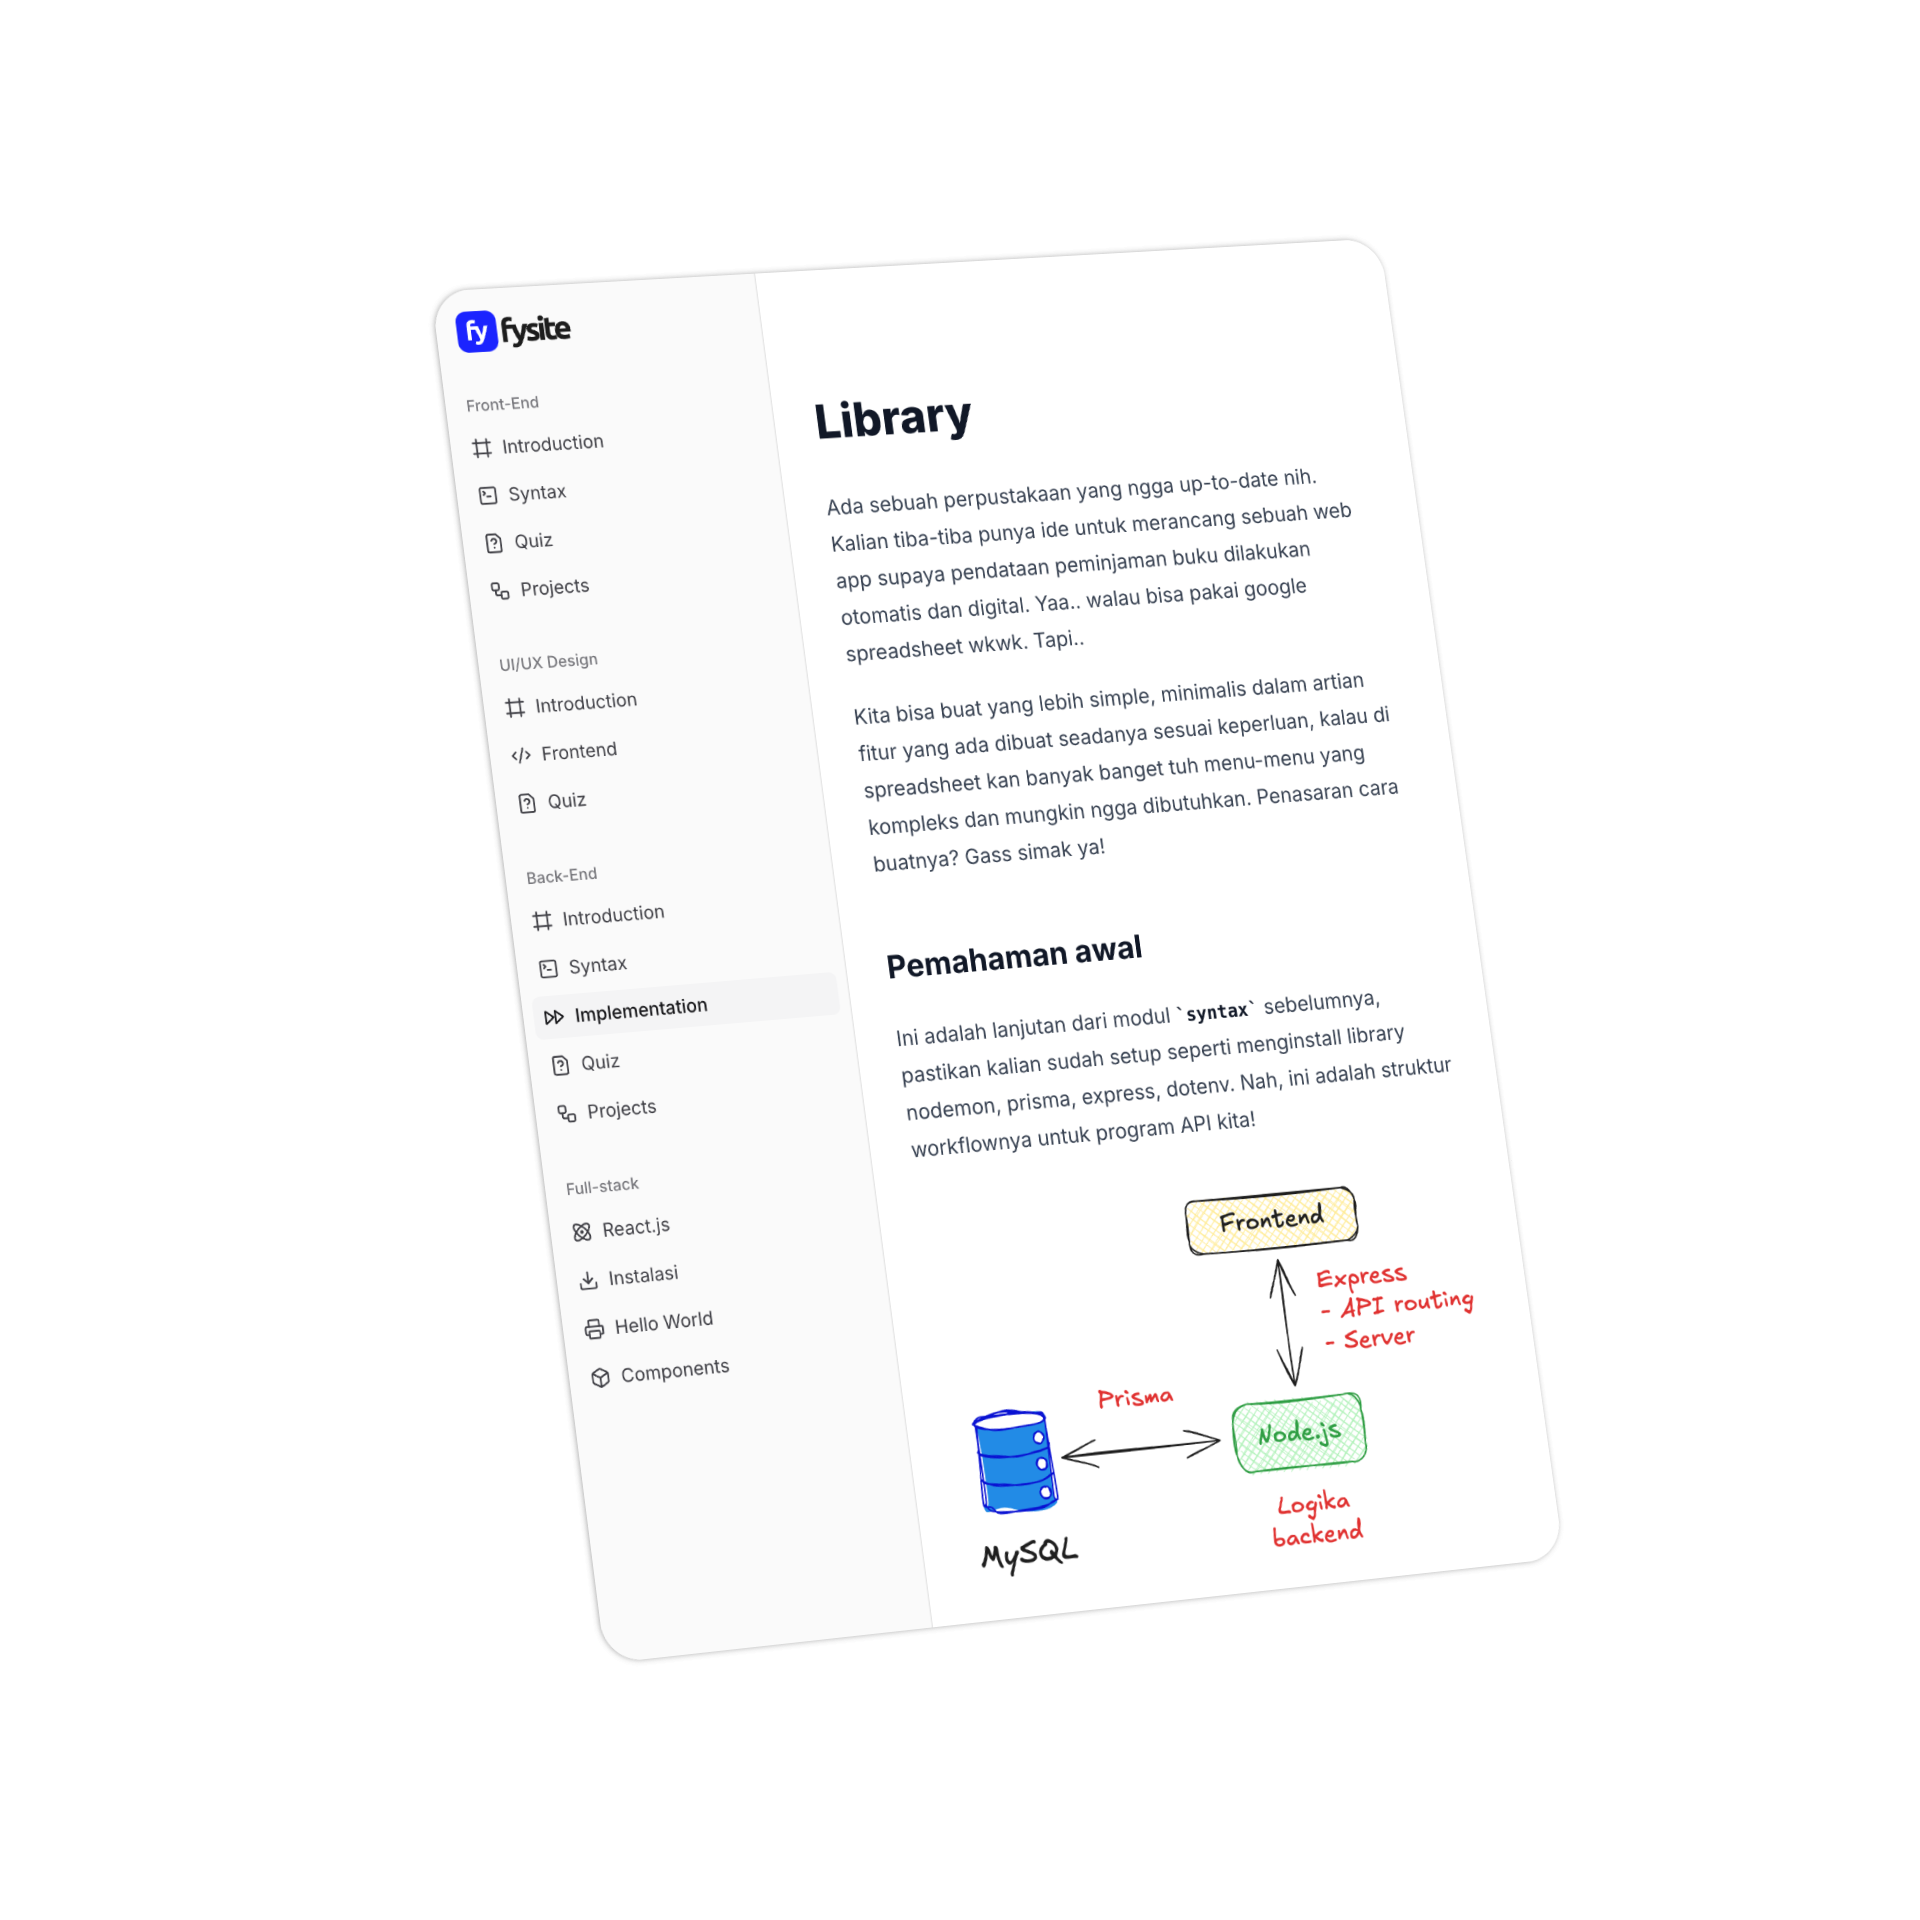 fy fysite
Front-End
Introduction
Syntax
Quiz
Projects
UI/UX Design
Introduction
Frontend
Quiz
Back-End
Introduction
Syntax
Implementation
Quiz
Projects
Full-stack
React.js
Instalasi
Hello World
Components
Library
Ada sebuah perpustakaan yang ngga up-to-date nih.
Kalian tiba-tiba punya ide untuk merancang sebuah web
app supaya pendataan peminjaman buku dilakukan
otomatis dan digital. Yaa.. walau bisa pakai google
spreadsheet wkwk. Tapi..
Kita bisa buat yang lebih simple, minimalis dalam artian
fitur yang ada dibuat seadanya sesuai keperluan, kalau di
spreadsheet kan banyak banget tuh menu-menu yang
kompleks dan mungkin ngga dibutuhkan. Penasaran cara
buatnya? Gass simak ya!
Pemahaman awal
Ini adalah lanjutan dari modul `syntax` sebelumnya,
pastikan kalian sudah setup seperti menginstall library
nodemon, prisma, express, dotenv. Nah, ini adalah struktur
workflownya untuk program API kita!
Frontend
Express
- API routing
- Server
Prisma
Node.js
Logika
backend
MySQL